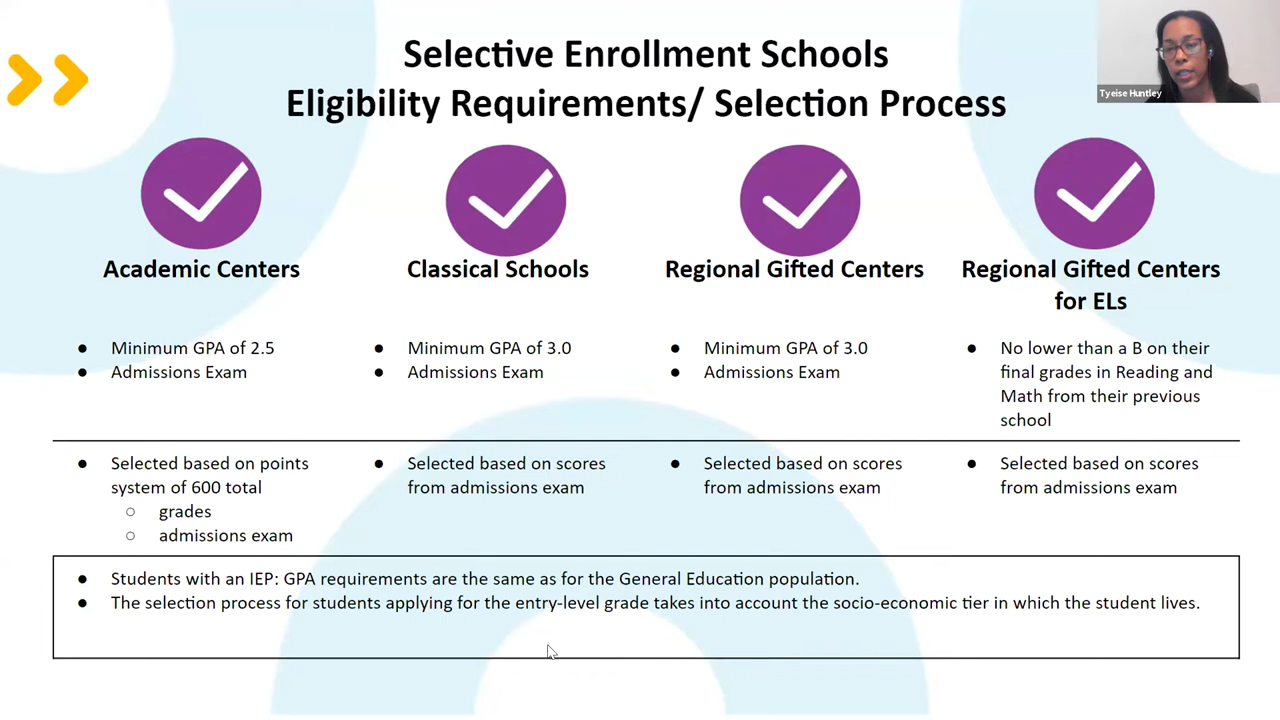 Selective Enrollment Schools
Eligibility Requirements/ Selection Process
Tyeise Huntley
Academic Centers
● Minimum GPA of 2.5
● Admissions Exam
Classical Schools
● Minimum GPA of 3.0
● Admissions Exam
Regional Gifted Centers
● Minimum GPA of 3.0
● Admissions Exam
Regional Gifted Centers
for ELs
● No lower than a B on their
final grades in Reading and
Math from their previous
school
● Selected based on points
system of 600 total
○ grades
○ admissions exam
● Selected based on scores
from admissions exam
● Selected based on scores
from admissions exam
● Selected based on scores
from admissions exam
● Students with an IEP: GPA requirements are the same as for the General Education population.
● The selection process for students applying for the entry-level grade takes into account the socio-economic tier in which the student lives.